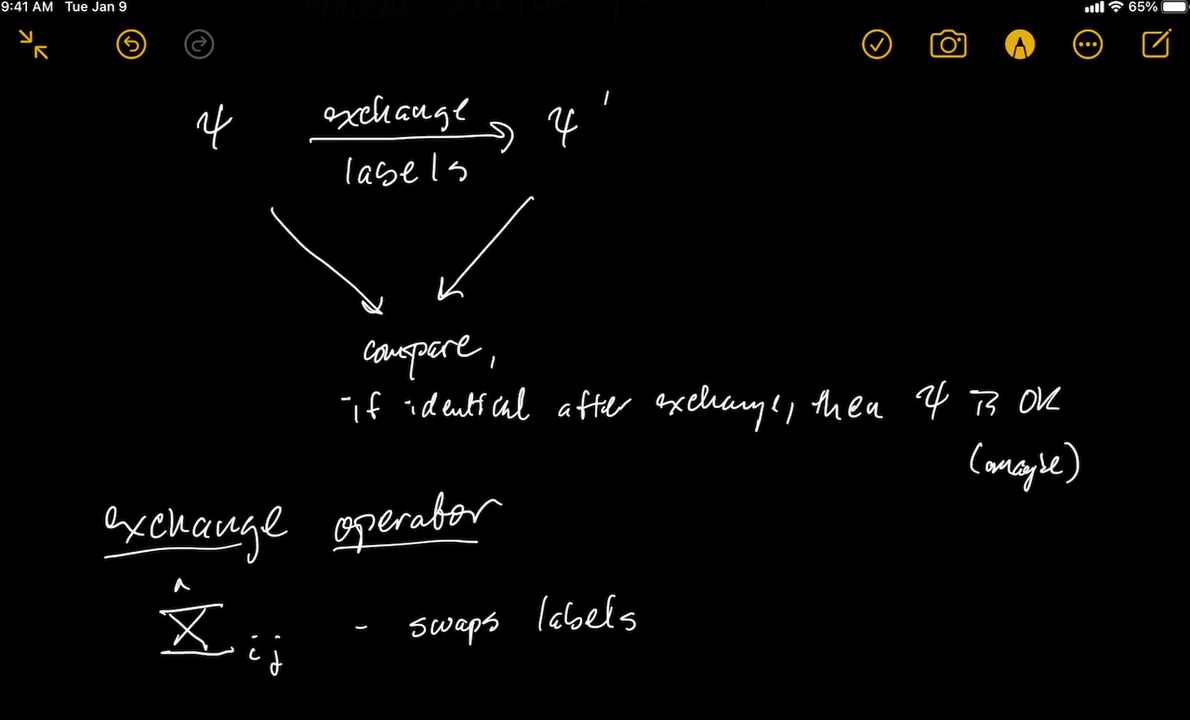 9:41 AM Tue Jan 9
65%
ψ exchange labels ψ'
compare,
if identical after exchange, then ψ is OK
(maybe)
exchange operator
X̂ij - swaps labels